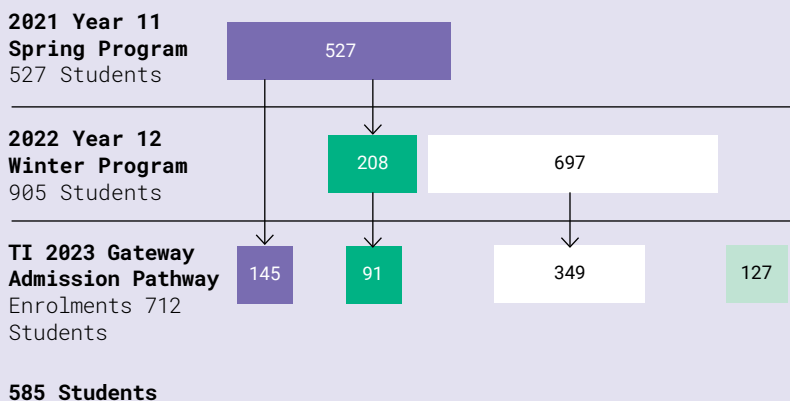 2021 Year 11
Spring Program
527 Students
527
2022 Year 12
Winter Program
905 Students
208
697
TI 2023 Gateway
Admission Pathway
Enrolments 712
Students
145
91
349
127
585 Students